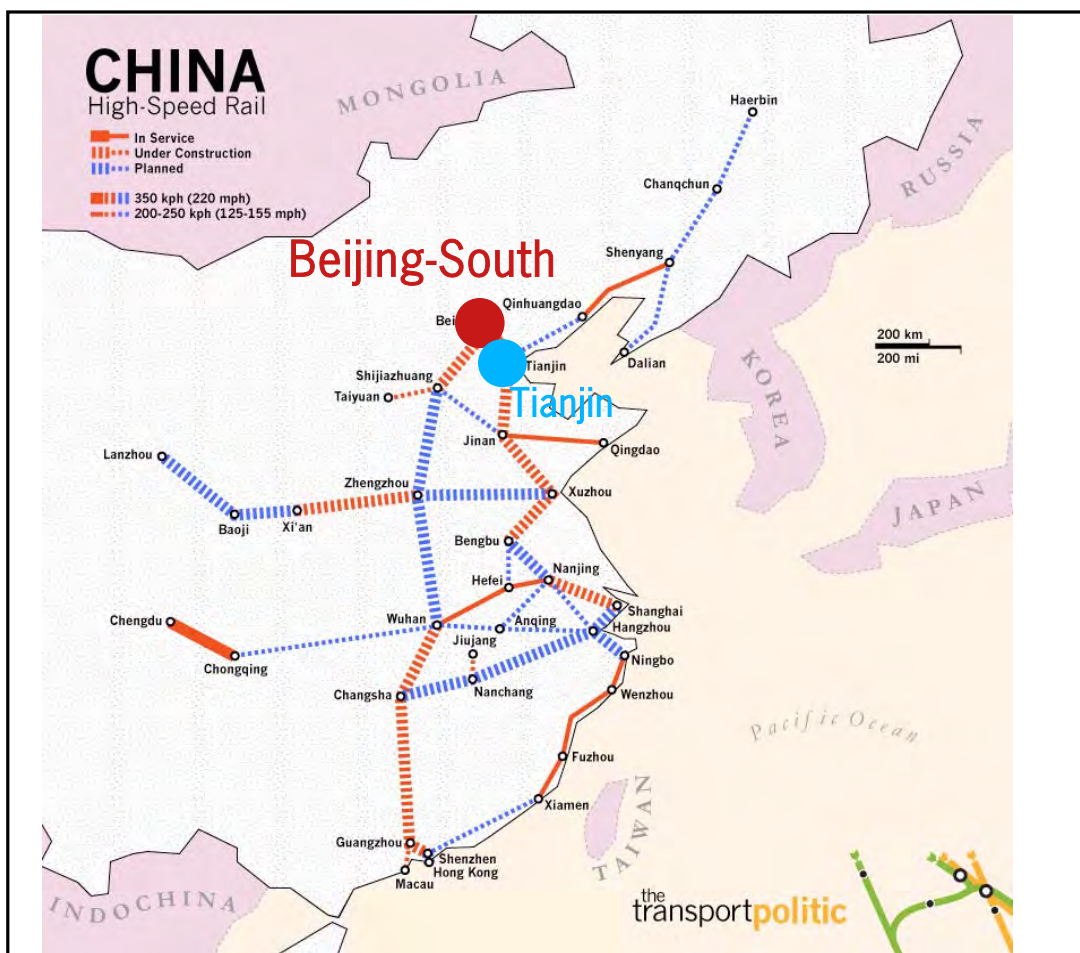 CHINA
High-Speed Rail
In Service
Under Construction
Planned
350 kph (220 mph)
200-250 kph (125-155 mph)
MONGOLIA
Haerbin
RUSSIA
Chanqchun
Shenyang
Beijing-South
Qinhuangdao
Bei
200 km
200 mi
Dalian
Tianjin
KOREA
Shijiazhuang
Taiyuan
Tianjin
Jinan
Qingdao
Lanzhou
Zhengzhou
Xuzhou
JAPAN
Baoji
Xi'an
Bengbu
Nanjing
Hefei
Shanghai
Chengdu
Wuhan
Anqing
Hangzhou
Jiujang
Chongqing
Ningbo
Changsha
Nanchang
Wenzhou
Pacific Ocean
Fuzhou
Xiamen
TAIWAN
Guangzhou
Shenzhen
Hong Kong
Macau
INDOCHINA
the
transportpolitic